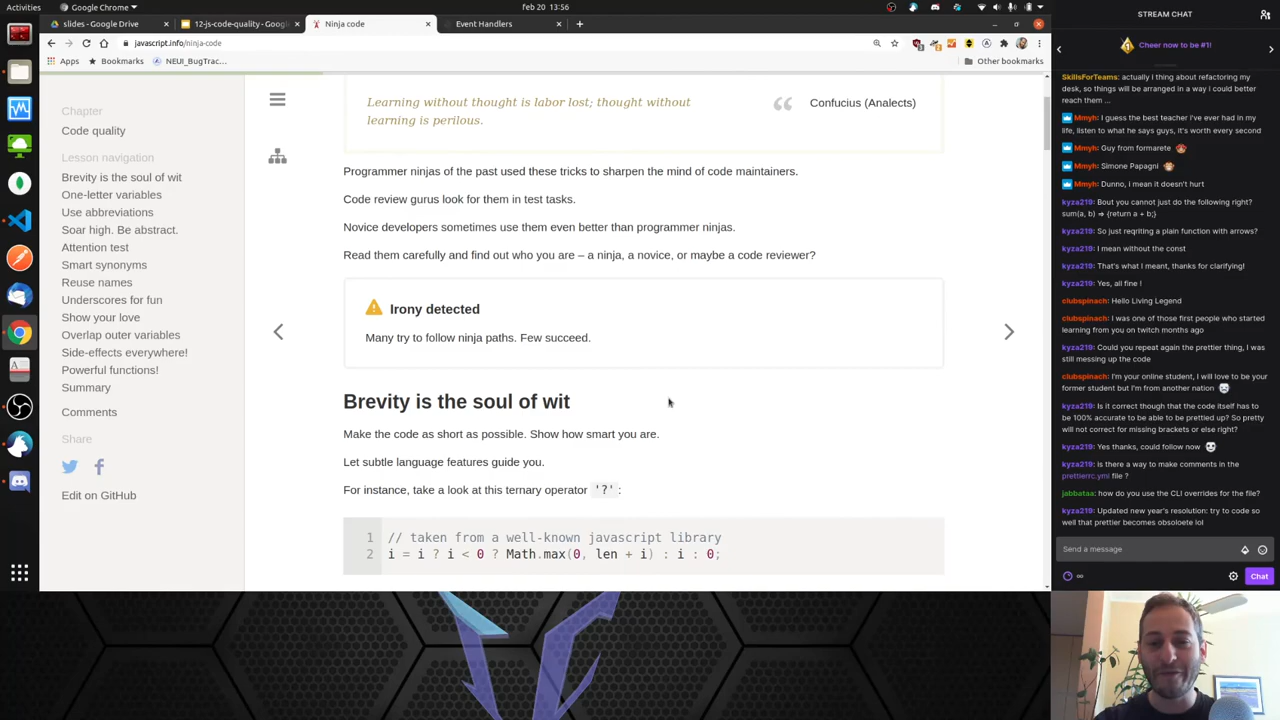 Activities
Google Chrome
feb 20 13:56
slides - Google Drive
12-js-code-quality - Goog
Ninja code
Event Handlers
javascript.info/ninja-code
Apps
Bookmarks
NEUI_BugTrac...
Other bookmarks
Chapter
Code quality
Lesson navigation
Brevity is the soul of wit
One-letter variables
Use abbreviations
Soar high. Be abstract.
Attention test
Smart synonyms
Reuse names
Underscores for fun
Show your love
Overlap outer variables
Side-effects everywhere!
Powerful functions!
Summary
Comments
Share
Edit on GitHub
Learning without thought is labor lost; thought without
learning is perilous.
Confucius (Analects)
Programmer ninjas of the past used these tricks to sharpen the mind of code maintainers.
Code review gurus look for them in test tasks.
Novice developers sometimes use them even better than programmer ninjas.
Read them carefully and find out who you are – a ninja, a novice, or maybe a code reviewer?
Irony detected
Many try to follow ninja paths. Few succeed.
Brevity is the soul of wit
Make the code as short as possible. Show how smart you are.
Let subtle language features guide you.
For instance, take a look at this ternary operator '?':
1 // taken from a well-known javascript library
2 i = i ? i < 0 ? Math.max(0, len + i) : i : 0;
STREAM CHAT
Cheer now to be #1!
SkillsForTeams: actually I thing about refactoring my
desk, so things will be arranged in a way i could better
reach them ...
Mmyh: I guess the best teacher I've ever had in my
life, listen to what he says guys, it's worth every second
Mmyh: Guy from formarete
Mmyh: Simone Papagni
Mmyh: Dunno, i mean it doesn't hurt
kyza219: Bout you cannot just do the following right?
sum(a, b) => {return a + b;}
kyza219: So just reqriting a plain function with arrows?
kyza219: I mean without the const
kyza219: That's what I meant, thanks for clarifying!
kyza219: Yes, all fine !
clubspinach: Hello Living Legend
clubspinach: I was one of those first people who started
learning from you on twitch months ago
kyza219: Could you repeat again the prettier thing, I was
still messing up the code
clubspinach: I'm your online student, I will love to be your
former student but I'm from another nation
kyza219: Is it correct though that the code itself has to
be 100% accurate to be able to be prettied up? So pretty
will not correct for missing brackets or else right?
kyza219: Yes thanks, could follow now
kyza219: is there a way to make comments in the
prettierrc.yml file ?
jabbataa: how do you use the CLI overrides for the file?
kyza219: Updated new year's resolution: try to code so
well that prettier becomes obsoloete lol
Send a message
Chat